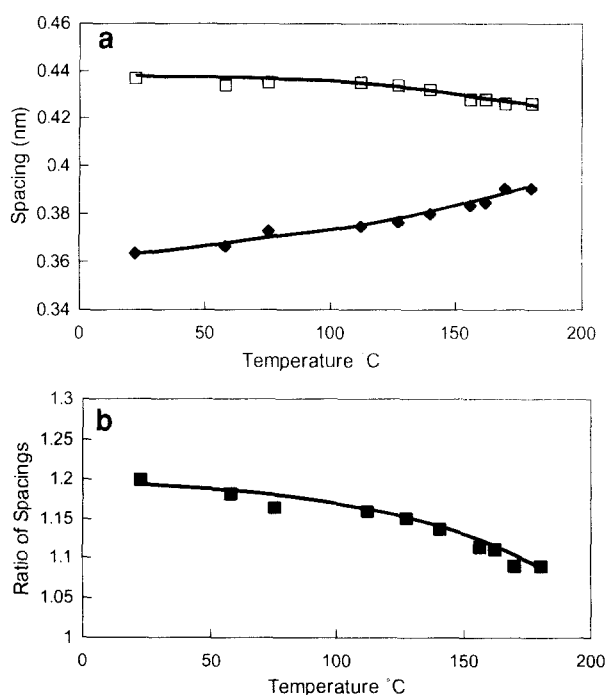 a
0.46
0.44
0.42
0.4
0.38
0.36
0.34
Spacing (nm)
0 50 100 150 200
Temperature °C
b
1.3
1.25
1.2
1.15
1.1
1.05
1
Ratio of Spacings
0 50 100 150 200
Temperature °C